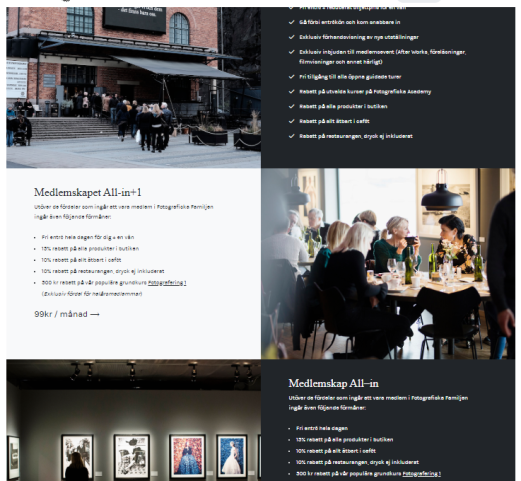 Gå förbi entrékön och kom snabbare in
Exklusiv förhandsvisning av nya utställningar
Exklusiv inbjudan till medlemsevent (After Works, föreläsningar,
filmvisningar och annat härligt)
Fri tillgång till alla öppna guidade turer
Rabatt på utvalda kurser på Fotografiska Academy
Rabatt på alla produkter i butiken
Rabatt på allt ätbart i cafét
Rabatt på restaurangen, dryck ej inkluderat
Medlemskapet All-in+1
Utöver de fördelar som ingår att vara medlem i Fotografiska Familjen
ingår även följande förmåner:
Fri entré hela dagen för dig + en vän
15% rabatt på alla produkter i butiken
10% rabatt på allt ätbart i cafét
10% rabatt på restaurangen, dryck ej inkluderat
300 kr rabatt på vår populära grundkurs Fotografering 1
(Exklusiv fördel för helårsmedlemmar)
99kr / månad →
Medlemskap All-in
Utöver de fördelar som ingår att vara medlem i Fotografiska Familjen
ingår även följande förmåner:
Fri entré hela dagen
15% rabatt på alla produkter i butiken
10% rabatt på allt ätbart i cafét
10% rabatt på restaurangen, dryck ej inkluderat
300 kr rabatt på vår populära grundkurs Fotografering 1